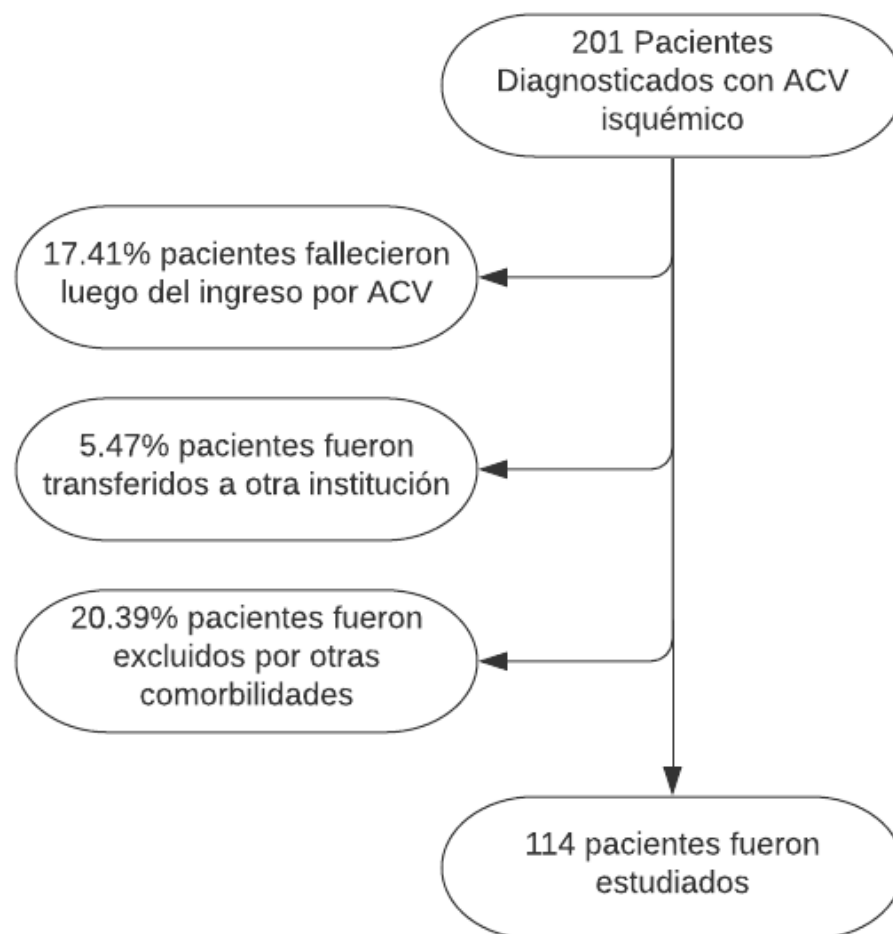 201 Pacientes
Diagnosticados con ACV
isquémico
17.41% pacientes fallecieron
luego del ingreso por ACV
5.47% pacientes fueron
transferidos a otra institución
20.39% pacientes fueron
excluidos por otras
comorbilidades
114 pacientes fueron
estudiados